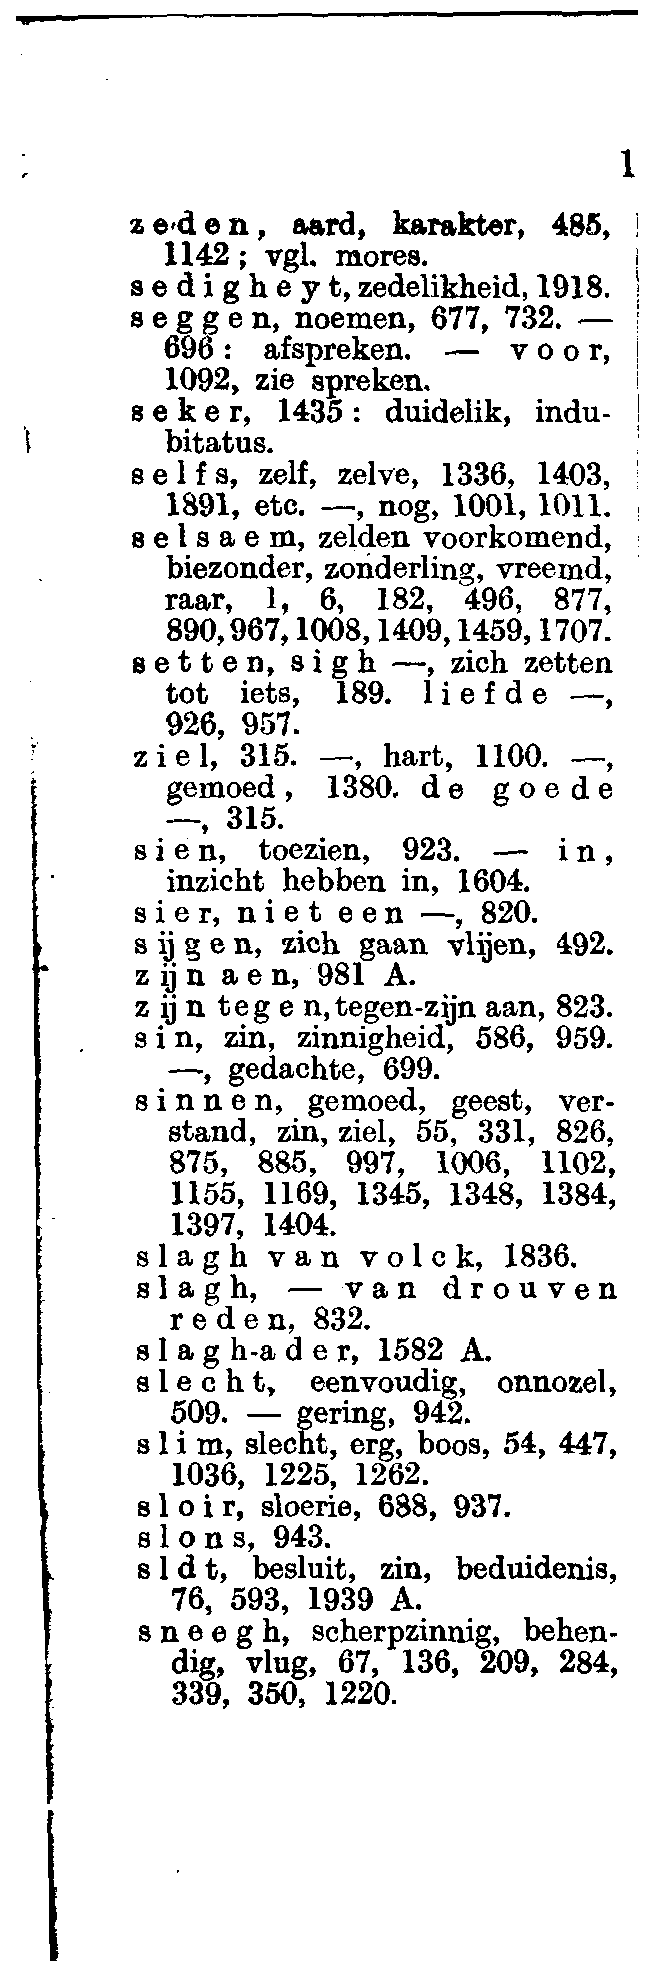 1
zeden, aard, karakter, 485,
1142; vgl. mores.
sedigheyt, zedelikheid, 1918.
seggen, noemen, 677, 732. —
696: afspreken. — voor,
1092, zie spreken.
seker, 1435: duidelik, indu-
bitatus.
selfs, zelf, zelve, 1336, 1403,
1891, etc. —, nog, 1001, 1011.
selsaem, zelden voorkomend,
biezonder, zonderling, vreemd,
raar, 1, 6, 182, 496, 877,
890, 967, 1008, 1409, 1459, 1707.
setten, sigh —, zich zetten
tot iets, 189. liefde —,
926, 957.
ziel, 315. —, hart, 1100. —,
gemoed, 1380. de goede
—, 315.
sien, toezien, 923. — in,
inzicht hebben in, 1604.
sier, niet een —, 820.
sijgen, zich gaan vlijen, 492.
zijn aen, 981 A.
zijn tegen, tegen-zijn aan, 823.
sin, zin, zinnigheid, 586, 959.
—, gedachte, 699.
sinnen, gemoed, geest, ver-
stand, zin, ziel, 55, 331, 826,
875, 885, 997, 1006, 1102,
1155, 1169, 1345, 1348, 1384,
1397, 1404.
slagh van volck, 1836.
slagh, — van drouven
reden, 832.
slagh-ader, 1582 A.
slecht, eenvoudig, onnozel,
509. — gering, 942.
slim, slecht, erg, boos, 54, 447,
1036, 1225, 1262.
sloir, sloerie, 688, 937.
slons, 943.
sldt, besluit, zin, beduidenis,
76, 593, 1939 A.
sneegh, scherpzinnig, behen-
dig, vlug, 67, 136, 209, 284,
339, 350, 1220.